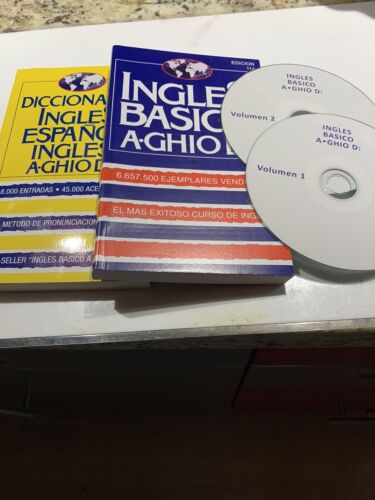 DICCIONA
INGLES
ESPAÑO
INGLES
A•GHIO D
8.000 ENTRADAS • 45.000 ACE
METODO DE PRONUNCIACION
SELLER "INGLES BASICO A
EDICION
INGLES
BASICO
A•GHIO D
6.657.500 EJEMPLARES VEND
EL MAS EXITOSO CURSO DE INGL
INGLES
BASICO
A•GHIO D:
Volumen 2
INGLES
BASICO
A•GHIO D:
Volumen 1